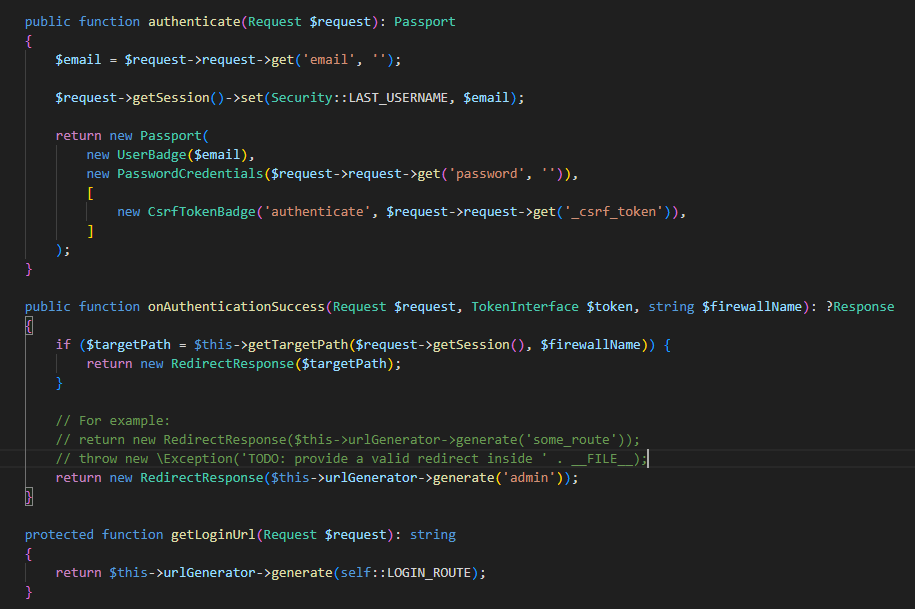 public function authenticate(Request $request): Passport
{
    $email = $request->request->get('email', '');
    $request->getSession()->set(Security::LAST_USERNAME, $email);
    return new Passport(
        new UserBadge($email),
        new PasswordCredentials($request->request->get('password', '')),
        [
            new CsrfTokenBadge('authenticate', $request->request->get('_csrf_token')),
        ]
    );
}
public function onAuthenticationSuccess(Request $request, TokenInterface $token, string $firewallName): ?Response
{
    if ($targetPath = $this->getTargetPath($request->getSession(), $firewallName)) {
        return new RedirectResponse($targetPath);
    }
    // For example:
    // return new RedirectResponse($this->urlGenerator->generate('some_route'));
    // throw new \Exception('TODO: provide a valid redirect inside ' . __FILE__);
    return new RedirectResponse($this->urlGenerator->generate('admin'));
}
protected function getLoginUrl(Request $request): string
{
    return $this->urlGenerator->generate(self::LOGIN_ROUTE);
}